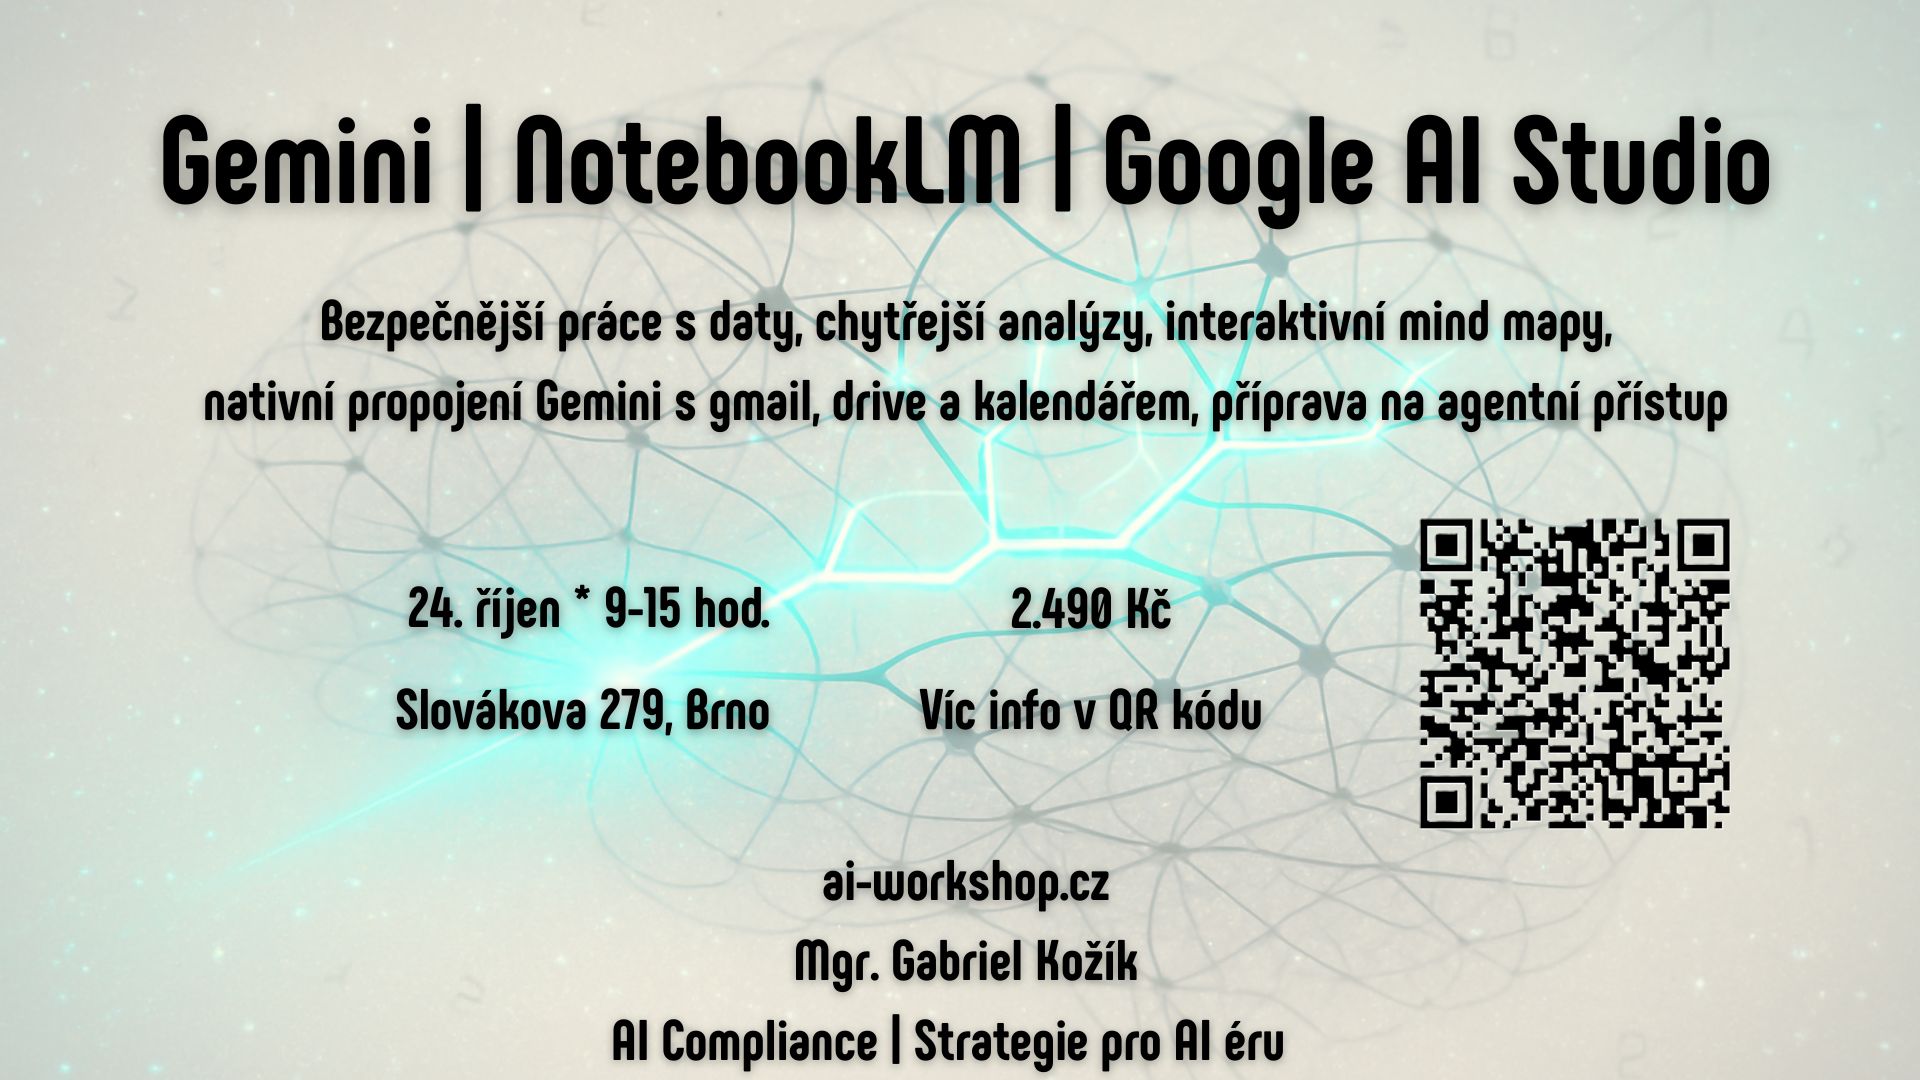 Gemini | NotebookLM | Google AI Studio
Bezpečnější práce s daty, chytřejší analýzy, interaktivní mind mapy,
nativní propojení Gemini s gmail, drive a kalendářem, příprava na agentní přístup
24. říjen * 9-15 hod.
2.490 Kč
Slovákova 279, Brno
Víc info v QR kódu
ai-workshop.cz
Mgr. Gabriel Kožík
AI Compliance | Strategie pro AI éru